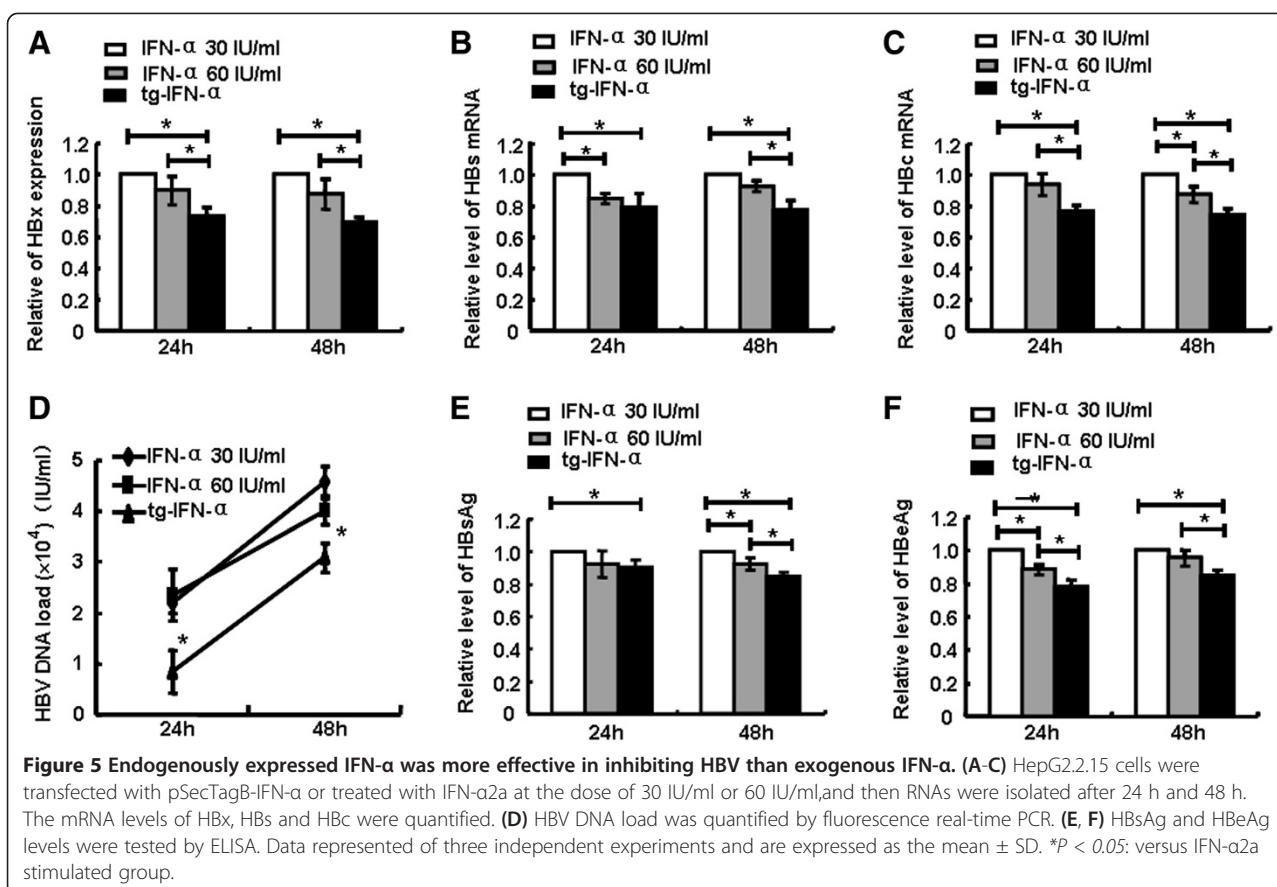 A
IFN-α 30 IU/ml
IFN-α 60 IU/ml
tg-IFN-α
* *
* *
Relative of HBx expression
1.2
1.0
0.8
0.6
0.4
0.2
0
24h 48h
B
IFN-α 30 IU/ml
IFN-α 60 IU/ml
tg-IFN-α
* *
* *
Relative level of HBs mRNA
1.2
1.0
0.8
0.6
0.4
0.2
0
24h 48h
C
IFN-α 30 IU/ml
IFN-α 60 IU/ml
tg-IFN-α
* *
* * *
Relative level of HBc mRNA
1.2
1.0
0.8
0.6
0.4
0.2
0
24h 48h
D
IFN-α 30 IU/ml
IFN-α 60 IU/ml
tg-IFN-α
HBV DNA load (×10⁴) (IU/ml)
5
4
3
2
1
0
* *
24h 48h
E
IFN-α 30 IU/ml
IFN-α 60 IU/ml
tg-IFN-α
* *
* *
Relative level of HBsAg
1.2
1.0
0.8
0.6
0.4
0.2
0
24h 48h
F
IFN-α 30 IU/ml
IFN-α 60 IU/ml
tg-IFN-α
* *
* * *
Relative level of HBeAg
1.2
1.0
0.8
0.6
0.4
0.2
0
24h 48h
Figure 5 Endogenously expressed IFN-α was more effective in inhibiting HBV than exogenous IFN-α. (A-C) HepG2.2.15 cells were
transfected with pSecTagB-IFN-α or treated with IFN-α2a at the dose of 30 IU/ml or 60 IU/ml,and then RNAs were isolated after 24 h and 48 h.
The mRNA levels of HBx, HBs and HBc were quantified. (D) HBV DNA load was quantified by fluorescence real-time PCR. (E, F) HBsAg and HBeAg
levels were tested by ELISA. Data represented of three independent experiments and are expressed as the mean ± SD. *P < 0.05: versus IFN-α2a
stimulated group.